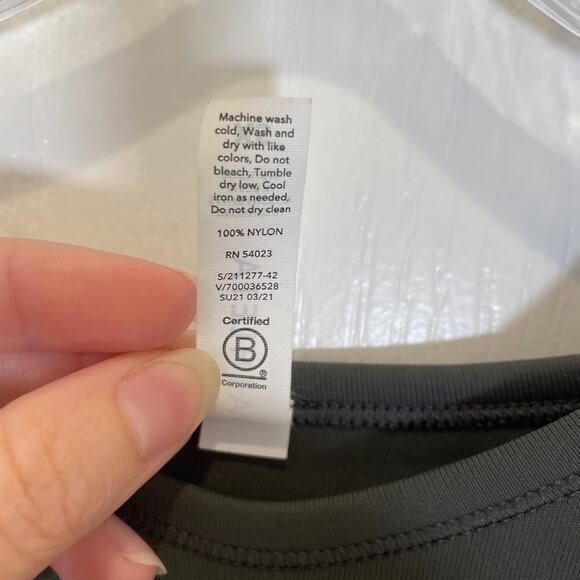 Machine wash
cold, Wash and
dry with like
colors, Do not
bleach, Tumble
dry low, Cool
iron as needed,
Do not dry clean
100% NYLON
RN 54023
S/211277-42
V/700036528
SU21 03/21
Certified
B
®
Corporation